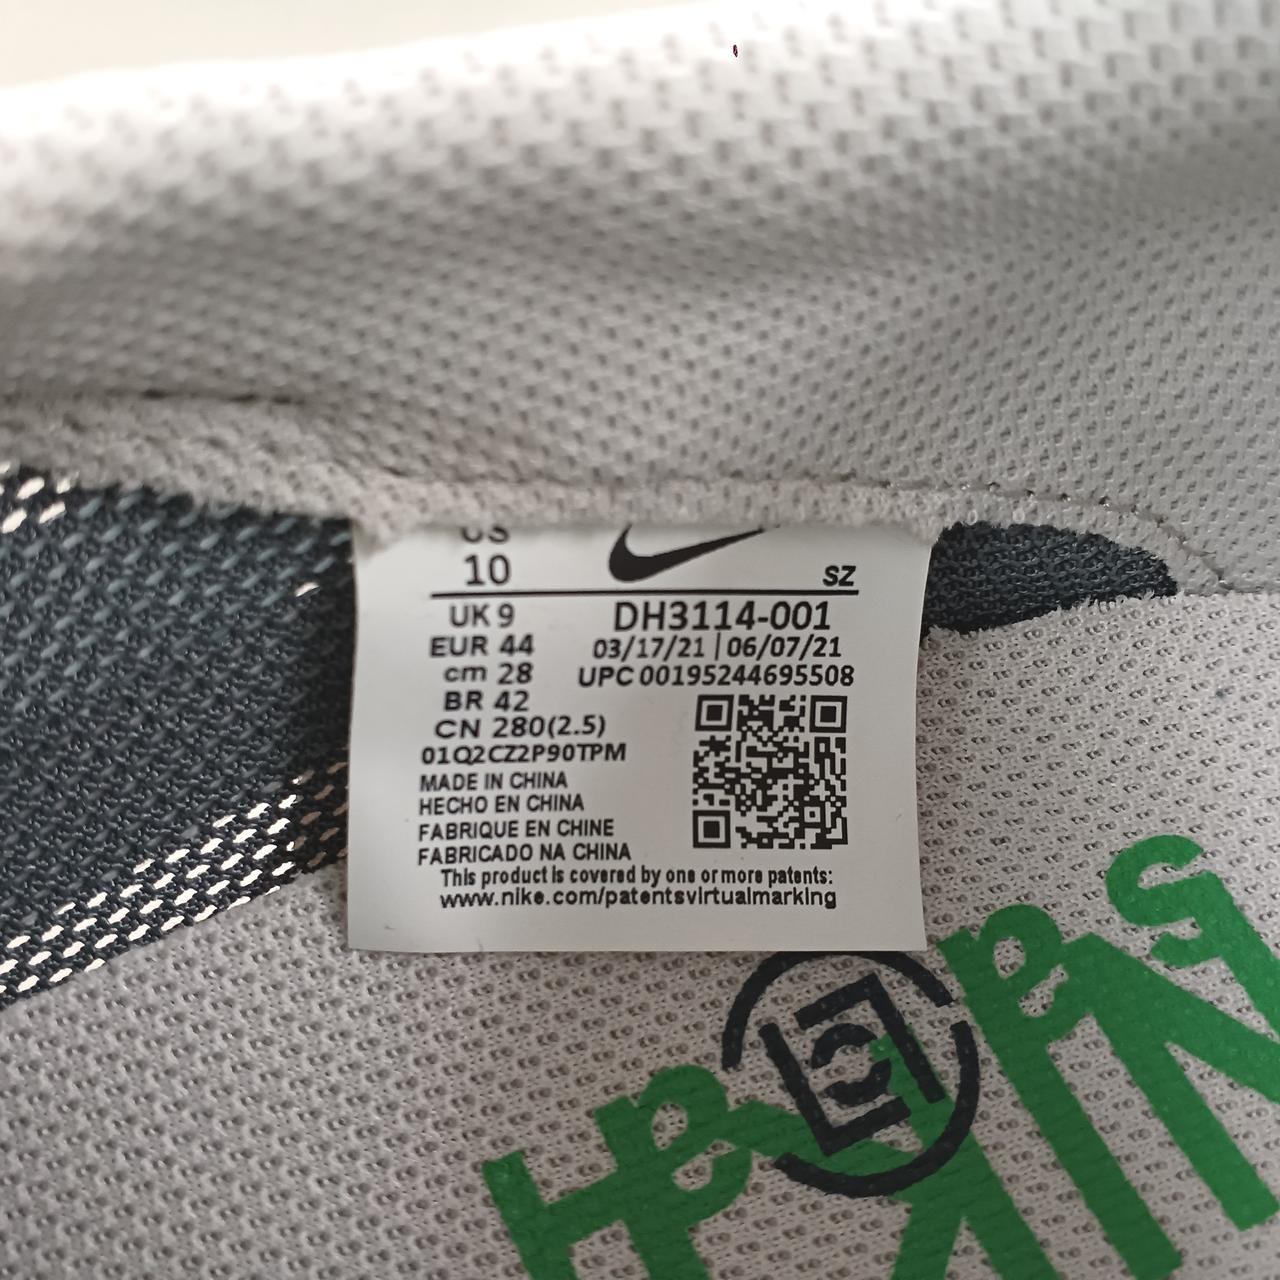 US
10
SZ
UK 9
DH3114-001
EUR 44
03/17/21 | 06/07/21
cm 28
UPC 00195244695508
BR 42
CN 280(2.5)
01Q2CZ2P90TPM
MADE IN CHINA
HECHO EN CHINA
FABRIQUE EN CHINE
FABRICADO NA CHINA
This product is covered by one or more patents:
www.nike.com/patentsvirtualmarking